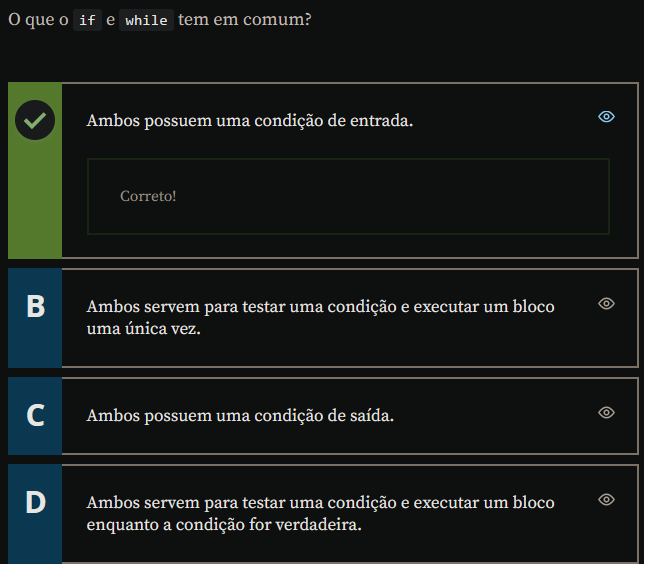 O que o if e while tem em comum?
Ambos possuem uma condição de entrada.
Correto!
B
Ambos servem para testar uma condição e executar um bloco
uma única vez.
C
Ambos possuem uma condição de saída.
D
Ambos servem para testar uma condição e executar um bloco
enquanto a condição for verdadeira.